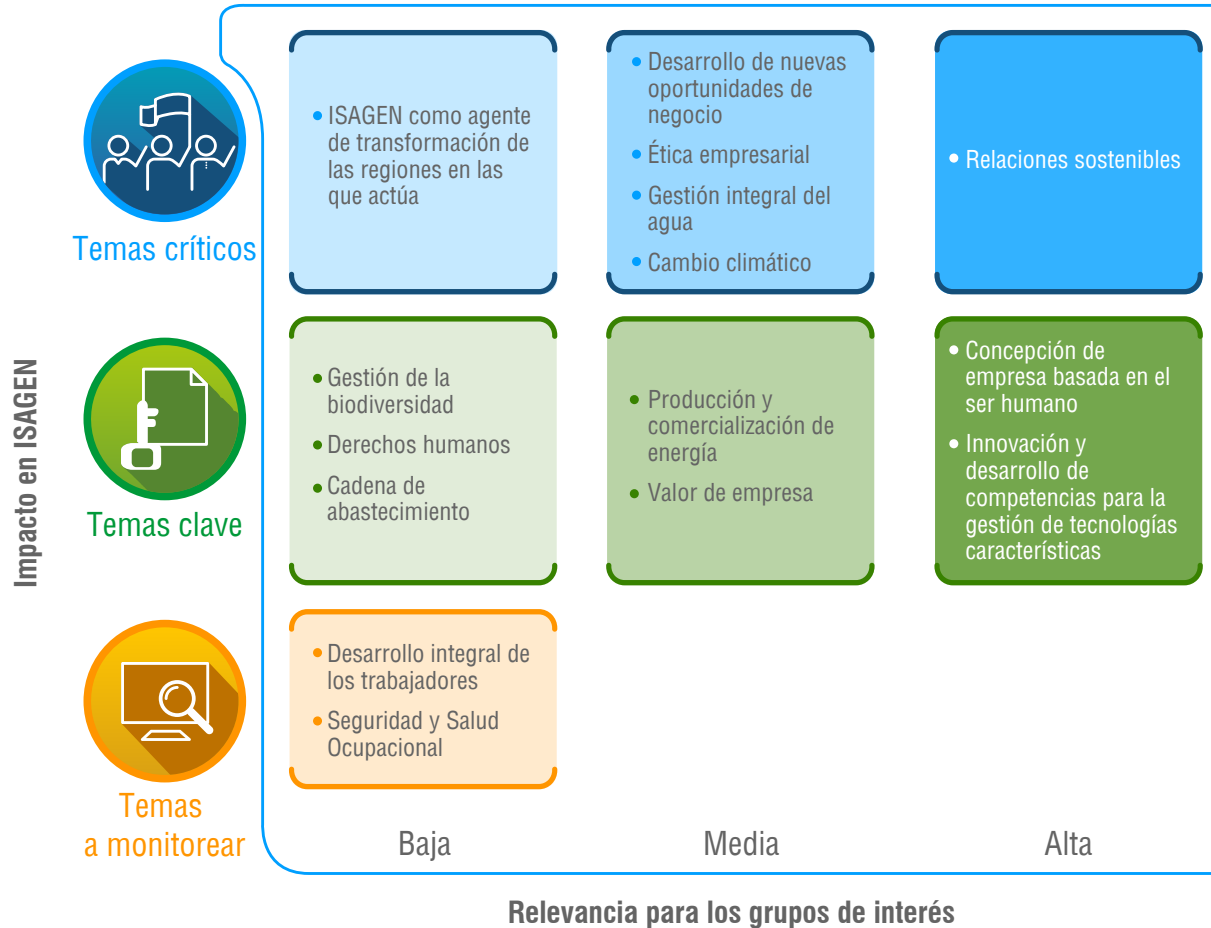 Impacto en ISAGEN
Temas críticos
• ISAGEN como agente
de transformación de
las regiones en las
que actúa
• Desarrollo de nuevas
oportunidades de
negocio
• Ética empresarial
• Gestión integral del
agua
• Cambio climático
• Relaciones sostenibles
Temas clave
• Gestión de la
biodiversidad
• Derechos humanos
• Cadena de
abastecimiento
• Producción y
comercialización de
energía
• Valor de empresa
• Concepción de
empresa basada en el
ser humano
• Innovación y
desarrollo de
competencias para la
gestión de tecnologías
características
Temas
a monitorear
• Desarrollo integral de
los trabajadores
• Seguridad y Salud
Ocupacional
Baja
Media
Alta
Relevancia para los grupos de interés